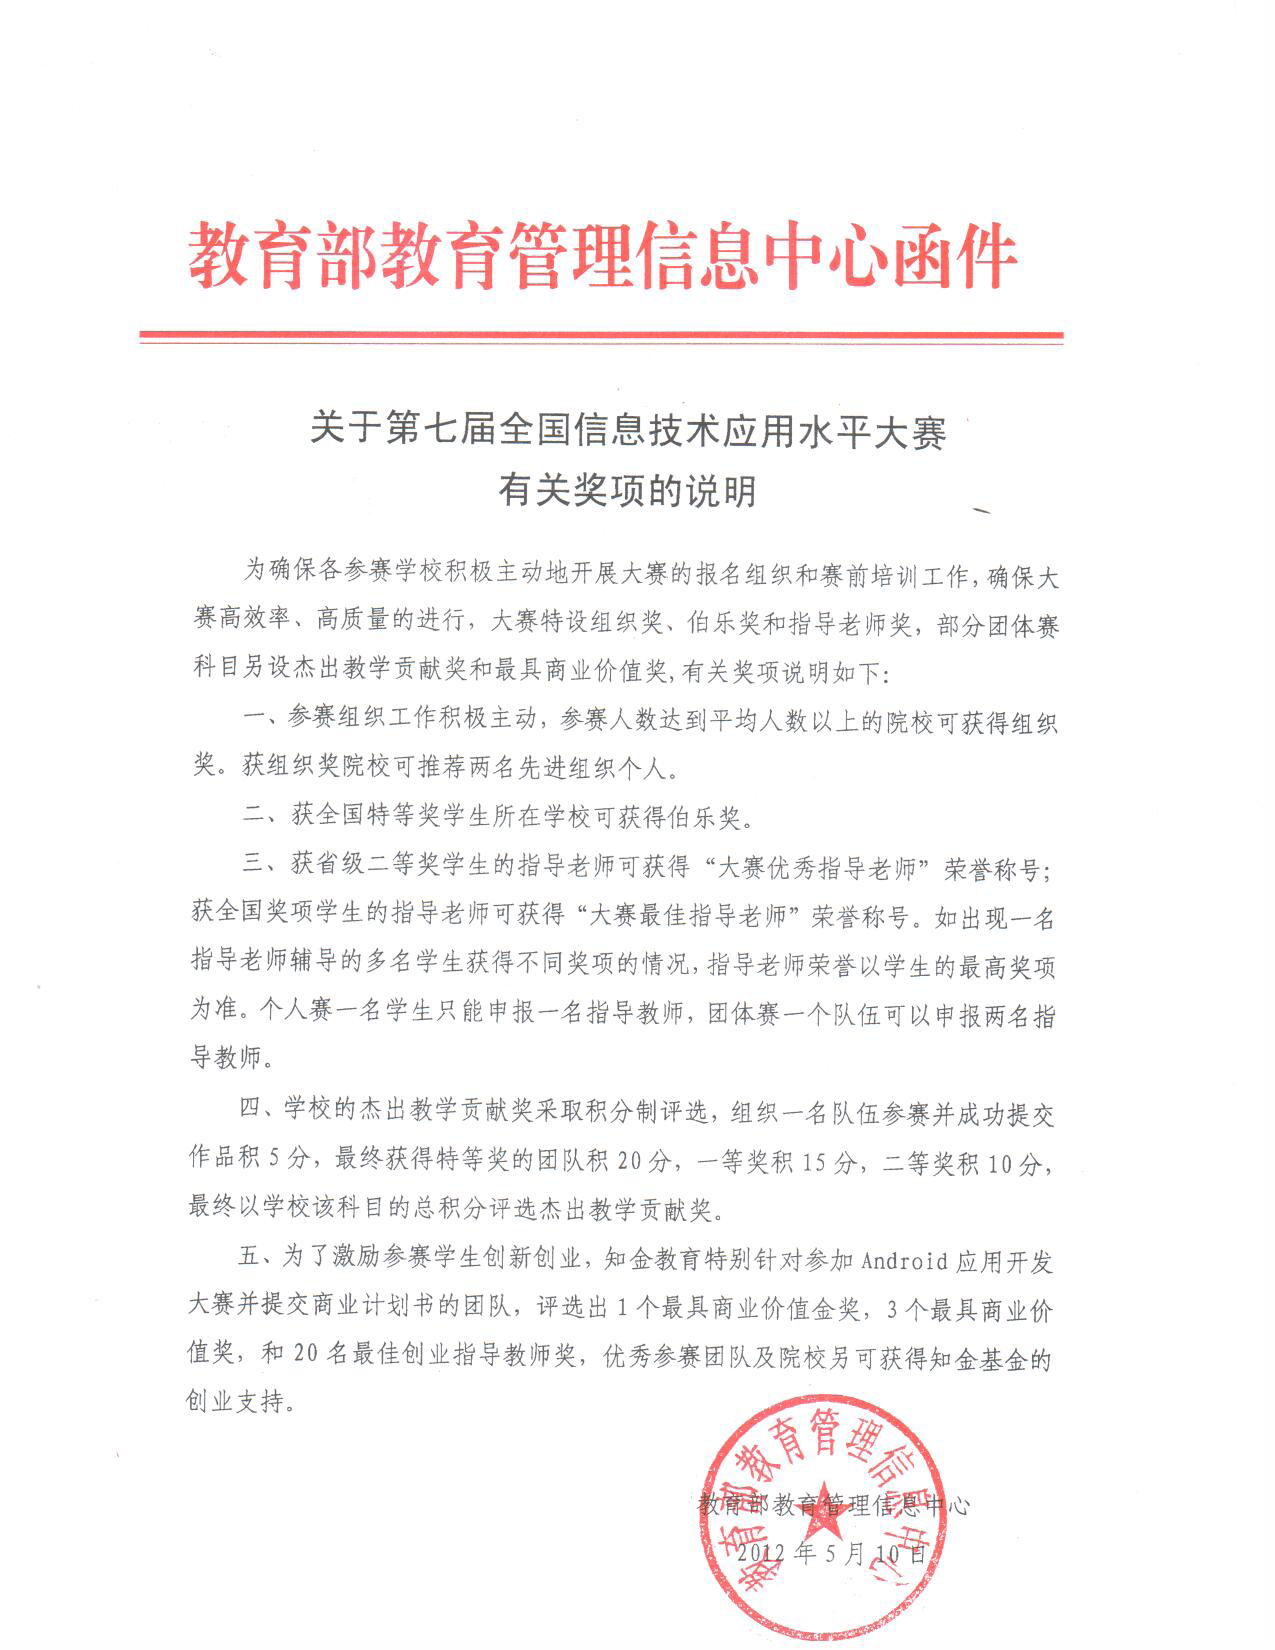 教育部教育管理信息中心函件
关于第七届全国信息技术应用水平大赛
有关奖项的说明
为确保各参赛学校积极主动地开展大赛的报名组织和赛前培训工作,确保大
赛高效率、高质量的进行，大赛特设组织奖、伯乐奖和指导老师奖，部分团体赛
科目另设杰出教学贡献奖和最具商业价值奖,有关奖项说明如下:
一、参赛组织工作积极主动，参赛人数达到平均人数以上的院校可获得组织
奖。获组织奖院校可推荐两名先进组织个人。
二、获全国特等奖学生所在学校可获得伯乐奖。
三、获省级二等奖学生的指导老师可获得“大赛优秀指导老师”荣誉称号；
获全国奖项学生的指导老师可获得“大赛最佳指导老师”荣誉称号。如出现一名
指导老师辅导的多名学生获得不同奖项的情况,指导老师荣誉以学生的最高奖项
为准。个人赛一名学生只能申报一名指导教师，团体赛一个队伍可以申报两名指
导教师。
四、学校的杰出教学贡献奖采取积分制评选，组织一名队伍参赛并成功提交
作品积5分，最终获得特等奖的团队积20分，一等奖积15分，二等奖积10分，
最终以学校该科目的总积分评选杰出教学贡献奖。
五、为了激励参赛学生创新创业，知金教育特别针对参加Android应用开发
大赛并提交商业计划书的团队，评选出1个最具商业价值金奖，3个最具商业价
值奖，和20名最佳创业指导教师奖，优秀参赛团队及院校另可获得知金基金的
创业支持。
教育部教育管理信息中心
教育部教育管理信息中心
2012年5月10日